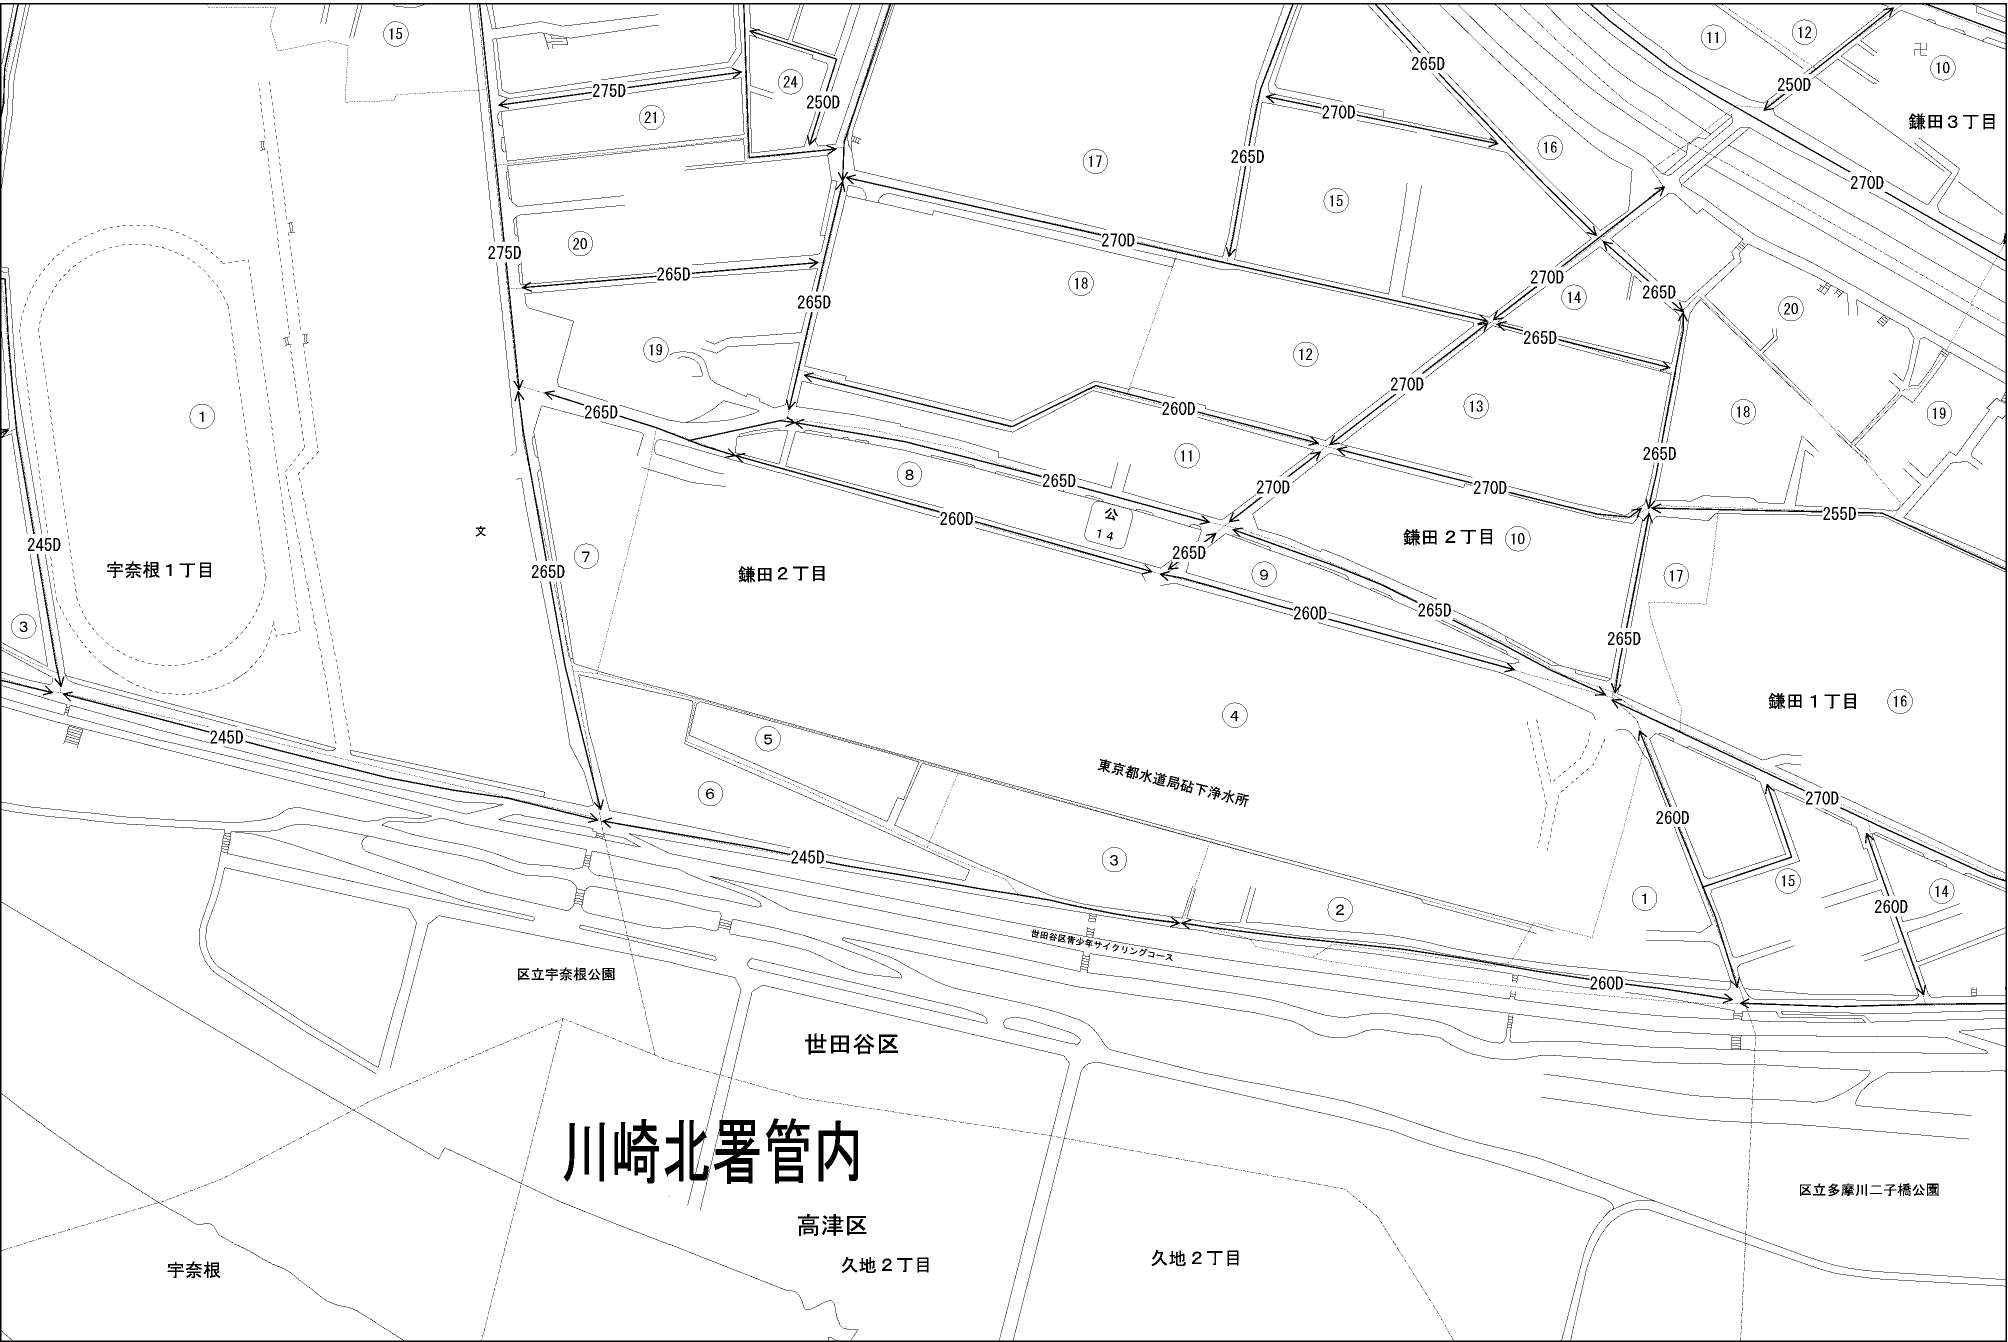 ⑮
⑪
⑫
265D
卍
⑩
㉔
275D
250D
250D
270D
㉑
鎌田３丁目
⑯
⑰
265D
270D
⑮
⑳
270D
275D
265D
270D
⑱
⑭
265D
265D
⑳
265D
⑲
⑫
270D
①
265D
260D
⑬
⑱
⑲
⑪
265D
⑧
265D
270D
270D
公
14
260D
255D
文
鎌田２丁目
⑩
245D
265D
⑦
265D
宇奈根１丁目
鎌田２丁目
⑨
⑰
260D
265D
③
265D
鎌田１丁目
⑯
④
245D
⑤
東京都水道局砧下浄水所
⑥
270D
260D
245D
③
⑮
⑭
①
②
260D
世田谷区青少年サイクリングコース
区立宇奈根公園
260D
世田谷区
川崎北署管内
区立多摩川二子橋公園
高津区
久地２丁目
久地２丁目
宇奈根